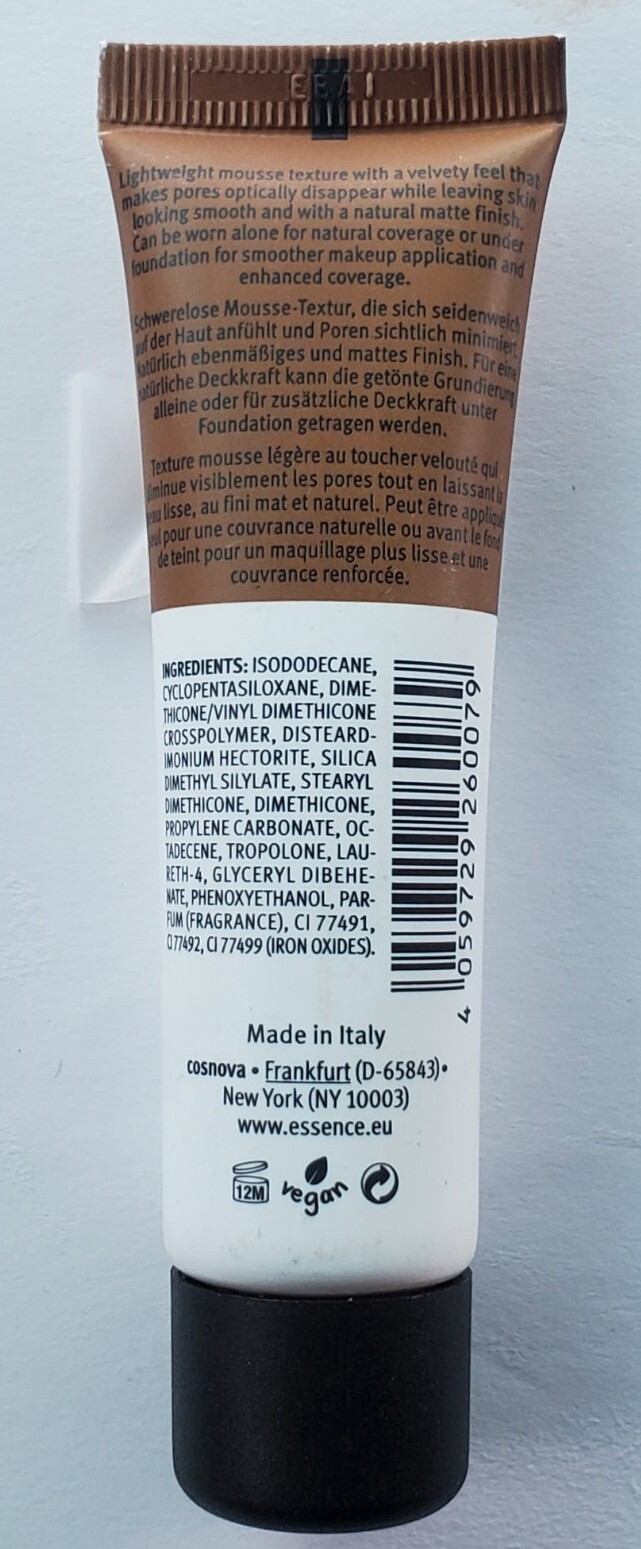 EBAI
Lightweight mousse texture with a velvety feel that
makes pores optically disappear while leaving skin
looking smooth and with a natural matte finish.
Can be worn alone for natural coverage or under
foundation for smoother makeup application and
enhanced coverage.
Schwerelose Mousse-Textur, die sich seidenweich
auf der Haut anfühlt und Poren sichtlich minimiert.
Natürlich ebenmäßiges und mattes Finish. Für eine
natürliche Deckkraft kann die getönte Grundierung
alleine oder für zusätzliche Deckkraft unter
Foundation getragen werden.
Texture mousse légère au toucher velouté qui
diminue visiblement les pores tout en laissant la
peau lisse, au fini mat et naturel. Peut être appliqué
seul pour une couvrance naturelle ou avant le fond
de teint pour un maquillage plus lisse et une
couvrance renforcée.
INGREDIENTS: ISODODECANE,
CYCLOPENTASILOXANE, DIME-
THICONE/VINYL DIMETHICONE
CROSSPOLYMER, DISTEARD-
IMONIUM HECTORITE, SILICA
DIMETHYL SILYLATE, STEARYL
DIMETHICONE, DIMETHICONE,
PROPYLENE CARBONATE, OC-
TADECENE, TROPOLONE, LAU-
RETH-4, GLYCERYL DIBEHE-
NATE, PHENOXYETHANOL, PAR-
FUM (FRAGRANCE), CI 77491,
CI 77492, CI 77499 (IRON OXIDES).
4 059729 260079
Made in Italy
cosnova • Frankfurt (D-65843)•
New York (NY 10003)
www.essence.eu
12M
vegan